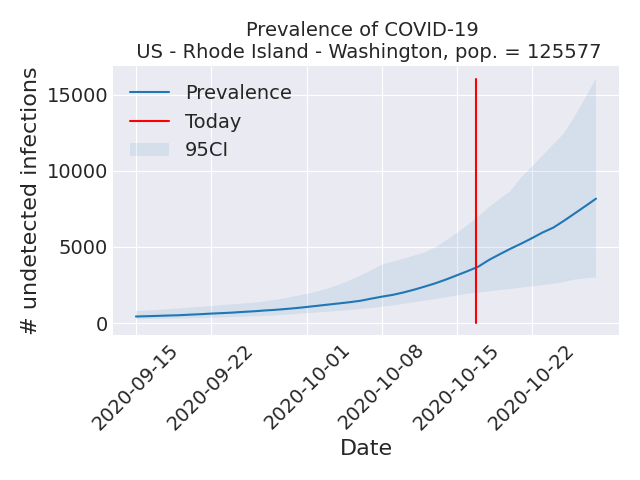 Prevalence of COVID-19
US - Rhode Island - Washington, pop. = 125577
# undetected infections
15000
10000
5000
0
Prevalence
Today
95CI
2020-09-15
2020-09-22
2020-10-01
2020-10-08
2020-10-15
2020-10-22
Date